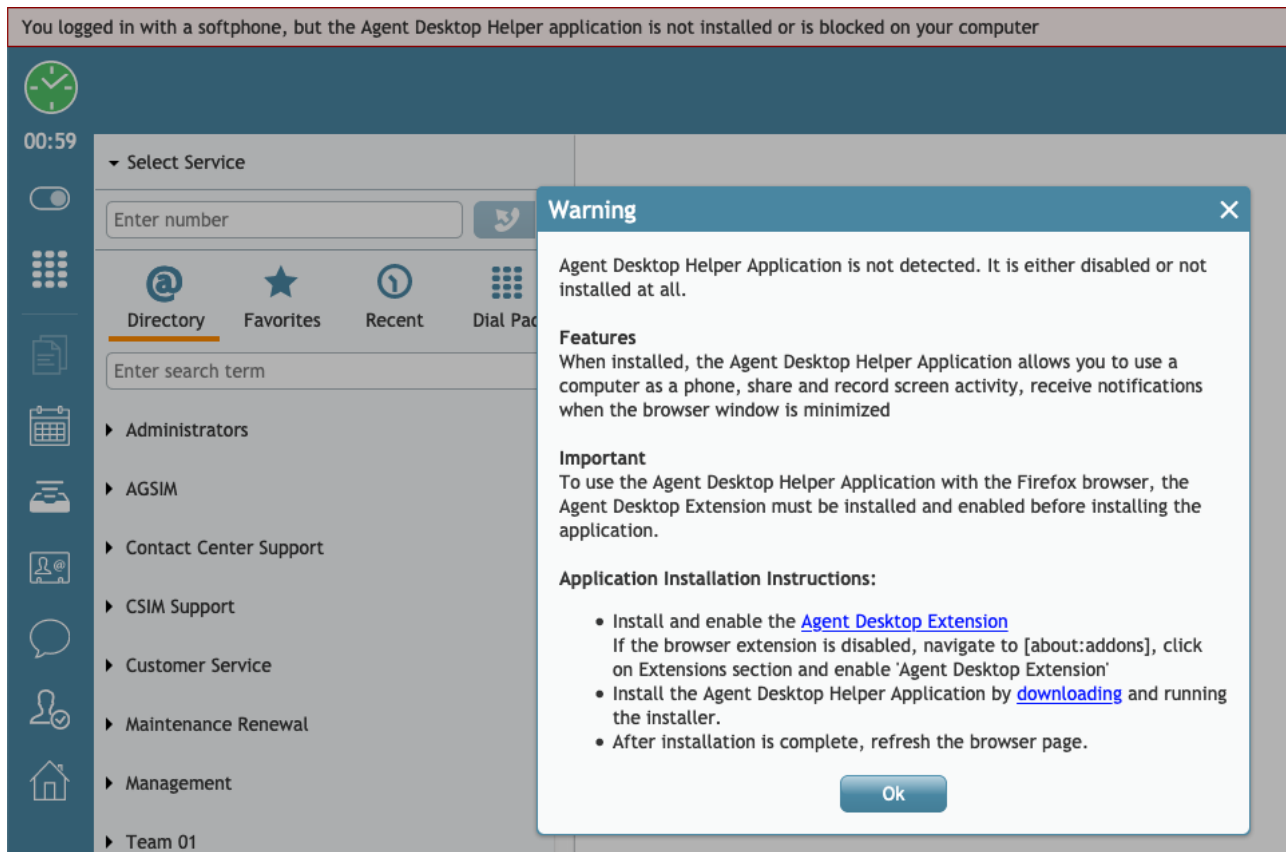 You logged in with a softphone, but the Agent Desktop Helper application is not installed or is blocked on your computer
00:59
Select Service
Enter number
Directory Favorites Recent Dial Pad
Enter search term
Administrators
AGSIM
Contact Center Support
CSIM Support
Customer Service
Maintenance Renewal
Management
Team 01
Warning
Agent Desktop Helper Application is not detected. It is either disabled or not
installed at all.
Features
When installed, the Agent Desktop Helper Application allows you to use a
computer as a phone, share and record screen activity, receive notifications
when the browser window is minimized
Important
To use the Agent Desktop Helper Application with the Firefox browser, the
Agent Desktop Extension must be installed and enabled before installing the
application.
Application Installation Instructions:
• Install and enable the Agent Desktop Extension
If the browser extension is disabled, navigate to [about:addons], click
on Extensions section and enable 'Agent Desktop Extension'
• Install the Agent Desktop Helper Application by downloading and running
the installer.
• After installation is complete, refresh the browser page.
Ok